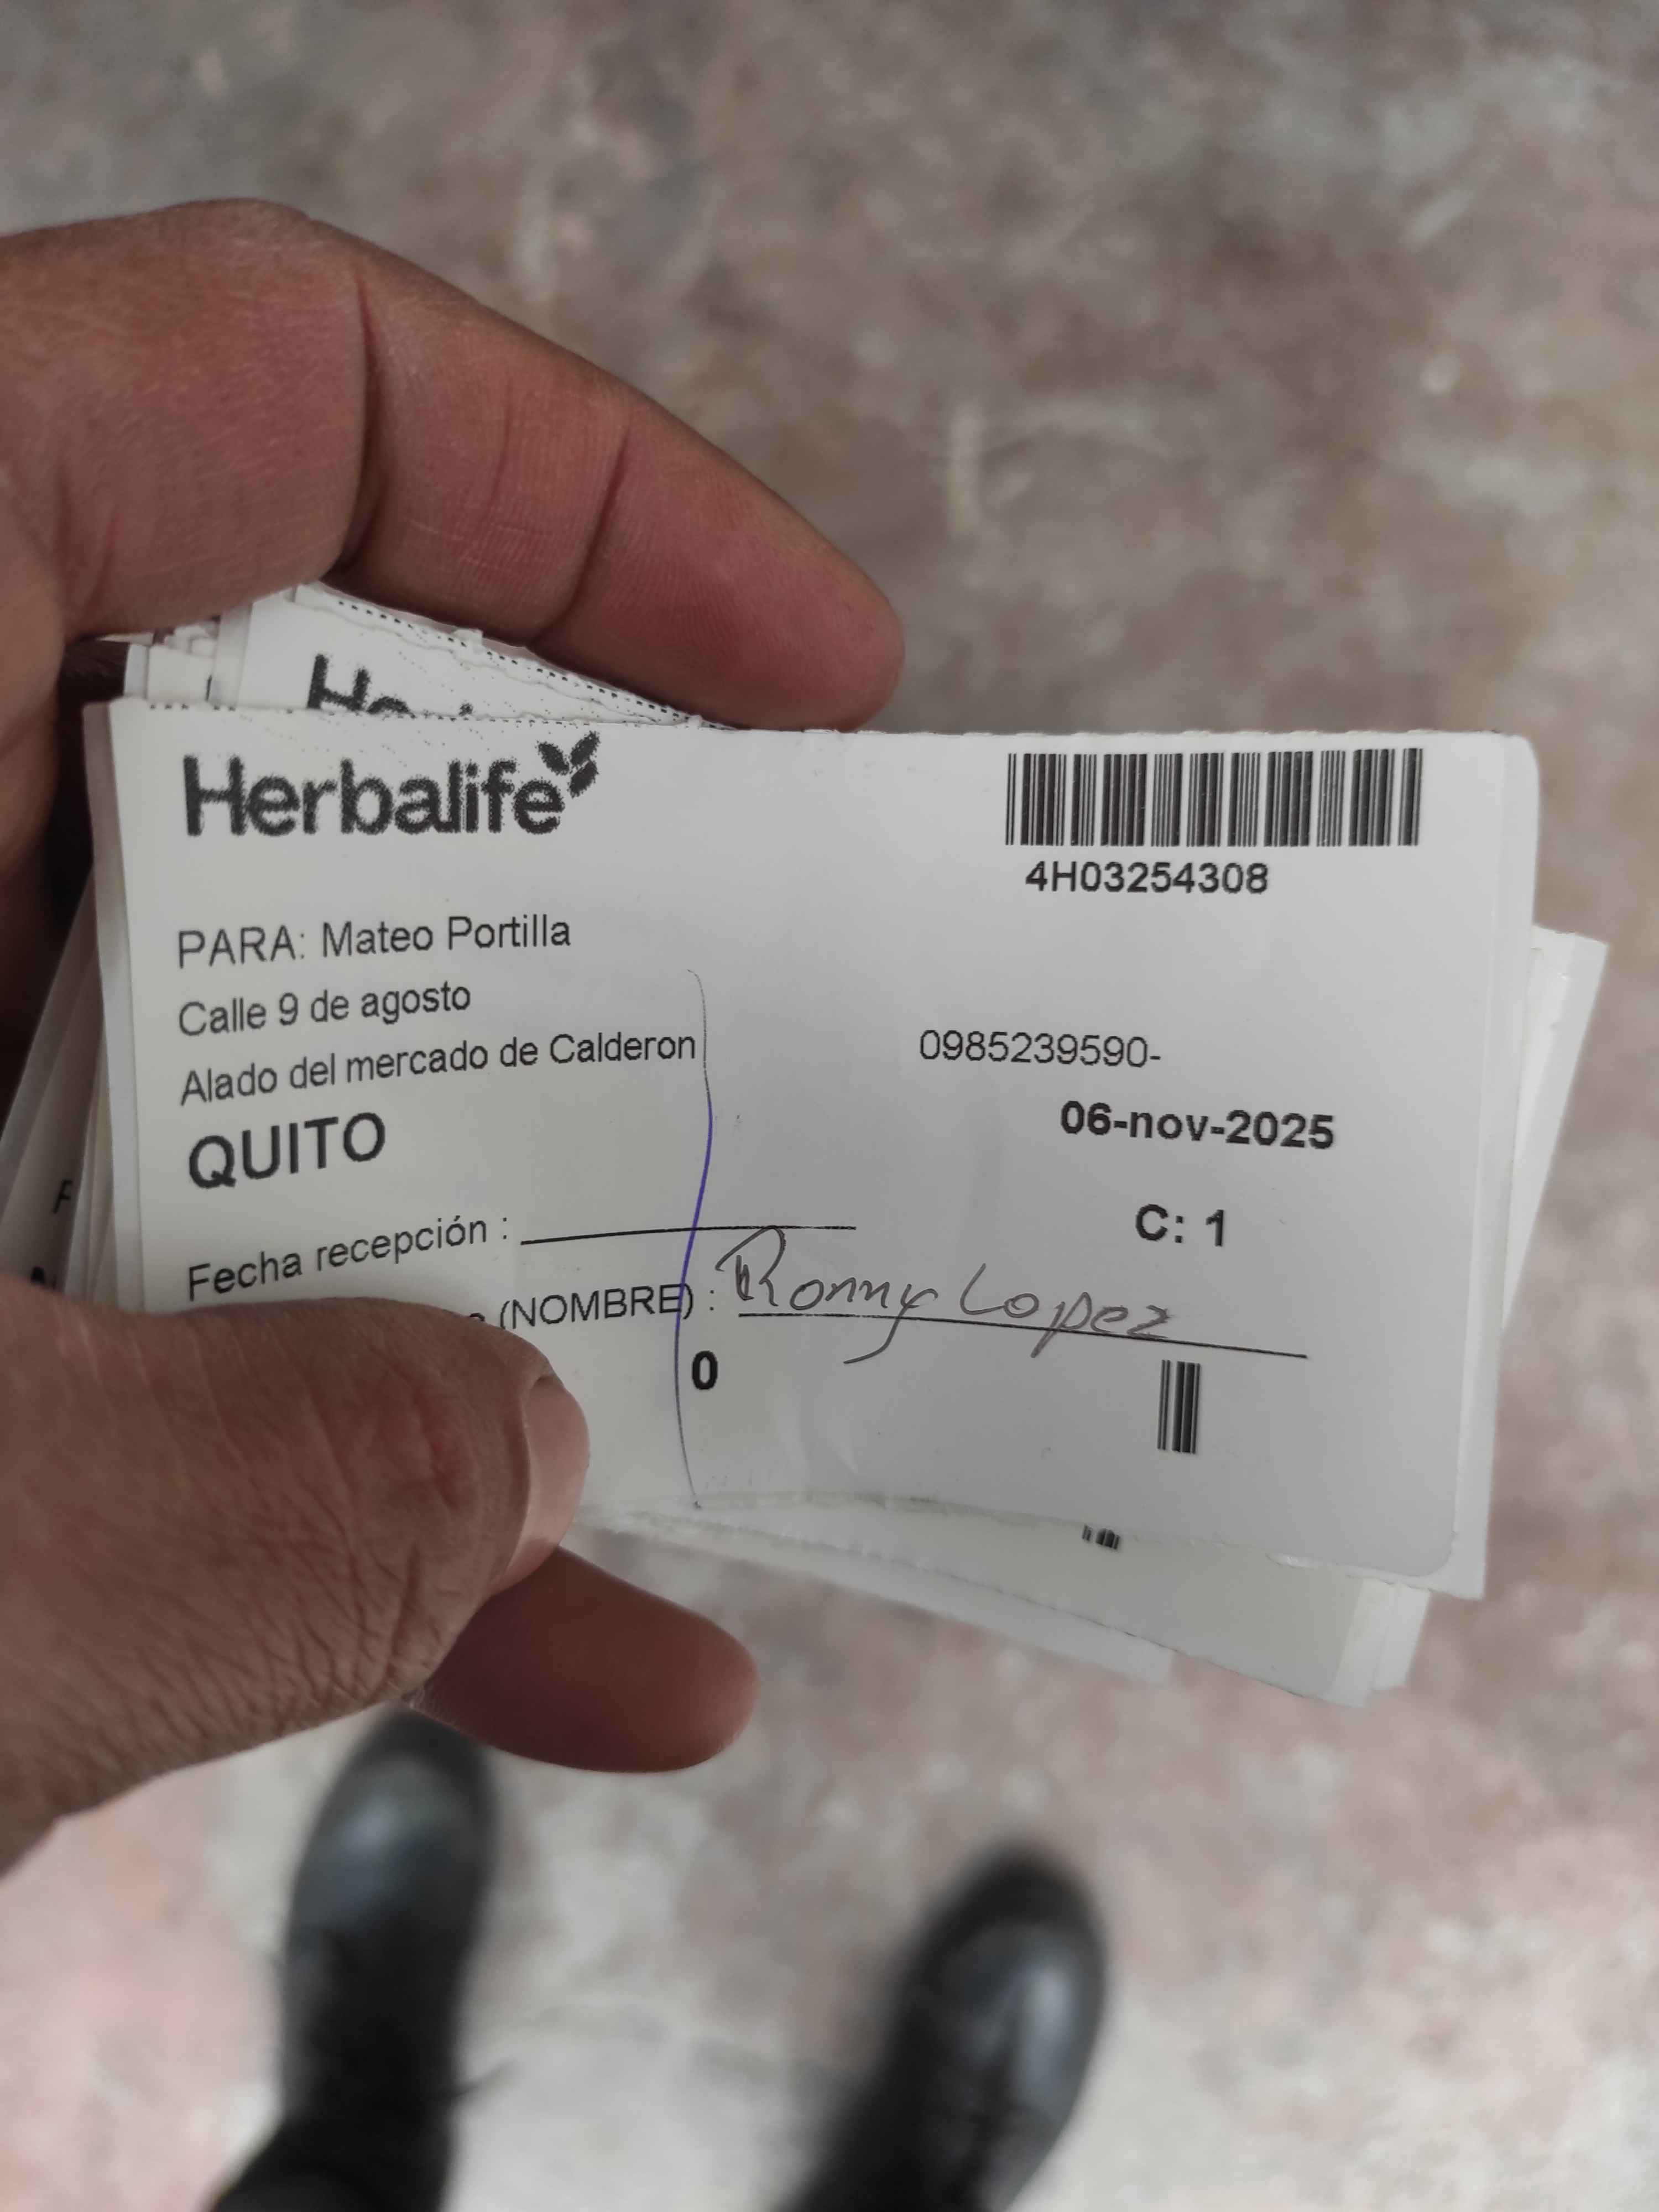 Herbalife
4H03254308
PARA: Mateo Portilla
Calle 9 de agosto
Alado del mercado de Calderon
0985239590-
QUITO
06-nov-2025
Fecha recepción :
C: 1
(NOMBRE) : Ronny Lopez
0